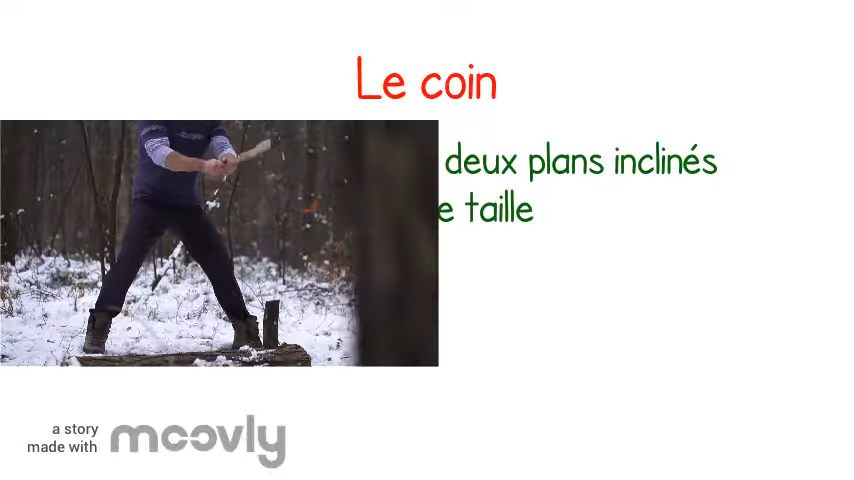 Le coin
deux plans inclinés
e taille
a story
made with moovly